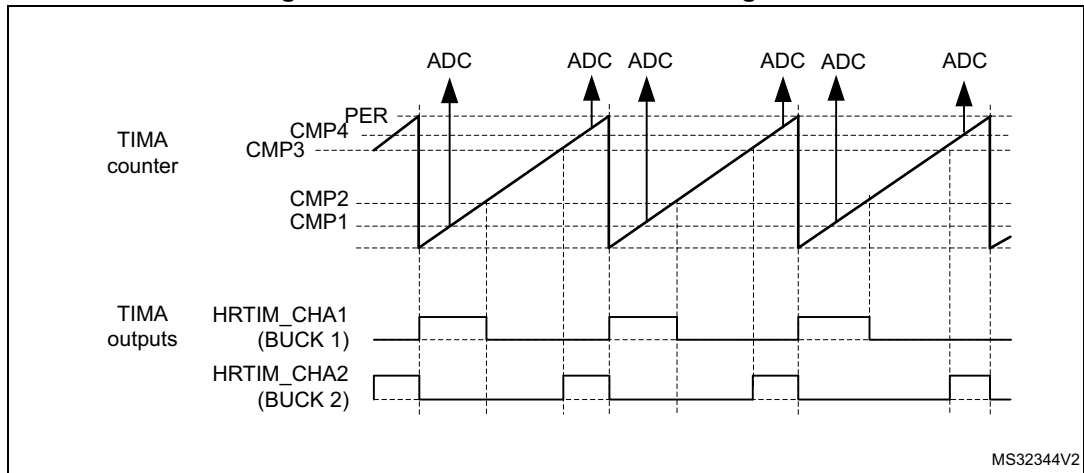 ADC ADC ADC ADC ADC ADC
PER
CMP4
TIMA
counter
CMP3
CMP2
CMP1
TIMA
outputs
HRTIM_CHA1
(BUCK 1)
HRTIM_CHA2
(BUCK 2)
MS32344V2